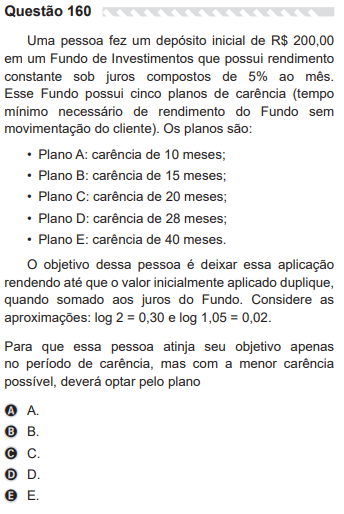 Questão 160
Uma pessoa fez um depósito inicial de R$ 200,00
em um Fundo de Investimentos que possui rendimento
constante sob juros compostos de 5% ao mês.
Esse Fundo possui cinco planos de carência (tempo
mínimo necessário de rendimento do Fundo sem
movimentação do cliente). Os planos são:
• Plano A: carência de 10 meses;
• Plano B: carência de 15 meses;
• Plano C: carência de 20 meses;
• Plano D: carência de 28 meses;
• Plano E: carência de 40 meses.
O objetivo dessa pessoa é deixar essa aplicação
rendendo até que o valor inicialmente aplicado duplique,
quando somado aos juros do Fundo. Considere as
aproximações: log 2 = 0,30 e log 1,05 = 0,02.
Para que essa pessoa atinja seu objetivo apenas
no período de carência, mas com a menor carência
possível, deverá optar pelo plano
A A.
B B.
C C.
D D.
E E.